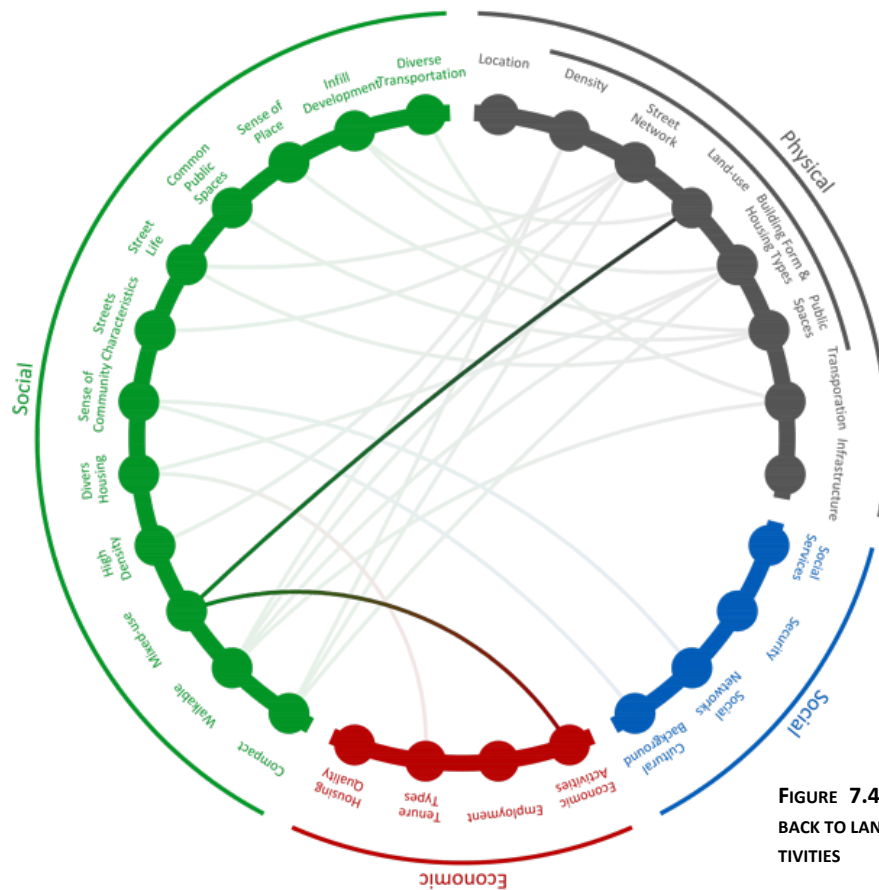 Location
Density
Street
Network
Land-use
Building Form &
Housing Types
Public
Spaces
Transporation
Infrastructure
Physical
Social
Services
Security
Social
Networks
Cultural
Background
Social
Economic
Activities
Employment
Tenure
Types
Housing
Quality
Economic
Compact
Walkable
Mixed-use
High
Density
Divers
Housing
Sense of
Community
Streets
Characteristics
Street
Life
Common
Public
Spaces
Sense of
Place
Infill
Development
Diverse
Transportation
Social
FIGURE 7.4
BACK TO LAN
TIVITIES